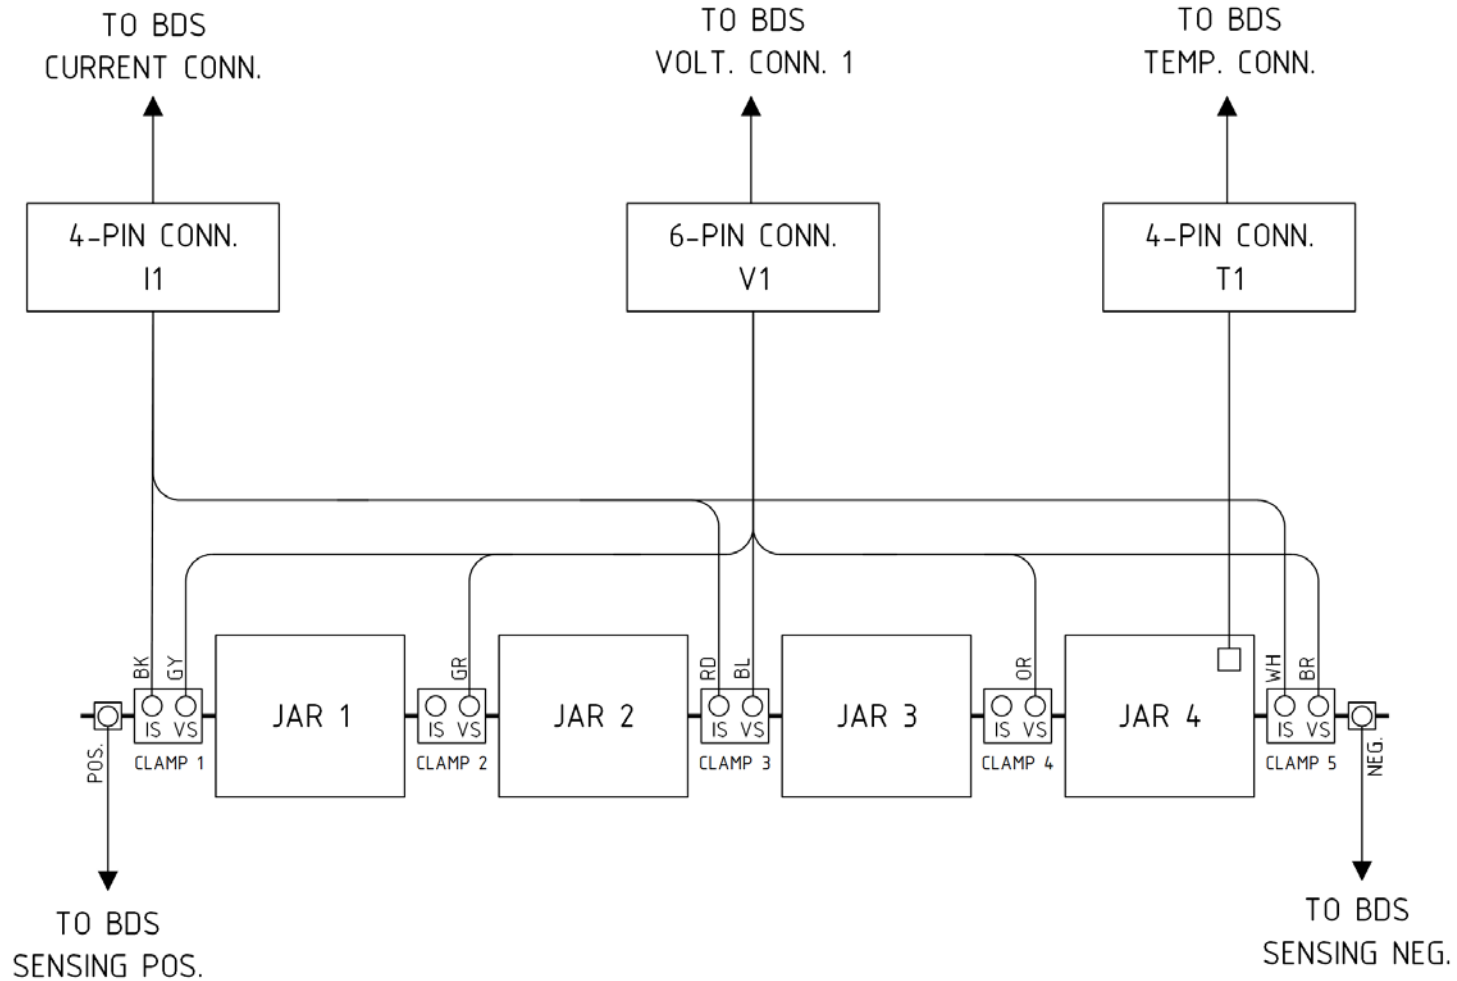 TO BDS
CURRENT CONN.
TO BDS
VOLT. CONN. 1
TO BDS
TEMP. CONN.
4-PIN CONN.
I1
6-PIN CONN.
V1
4-PIN CONN.
T1
BK
GY
GR
RD
BL
OR
WH
BR
JAR 1
JAR 2
JAR 3
JAR 4
IS VS
IS VS
IS VS
IS VS
IS VS
POS.
CLAMP 1
CLAMP 2
CLAMP 3
CLAMP 4
CLAMP 5
NEG.
TO BDS
SENSING POS.
TO BDS
SENSING NEG.